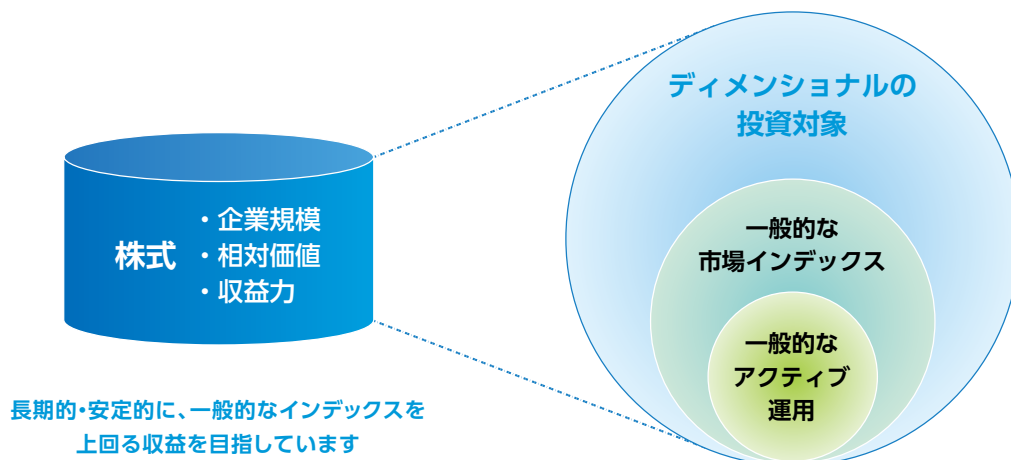 株式
・企業規模
・相対価値
・収益力
長期的・安定的に、一般的なインデックスを
上回る収益を目指しています
ディメンショナルの
投資対象
一般的な
市場インデックス
一般的な
アクティブ
運用